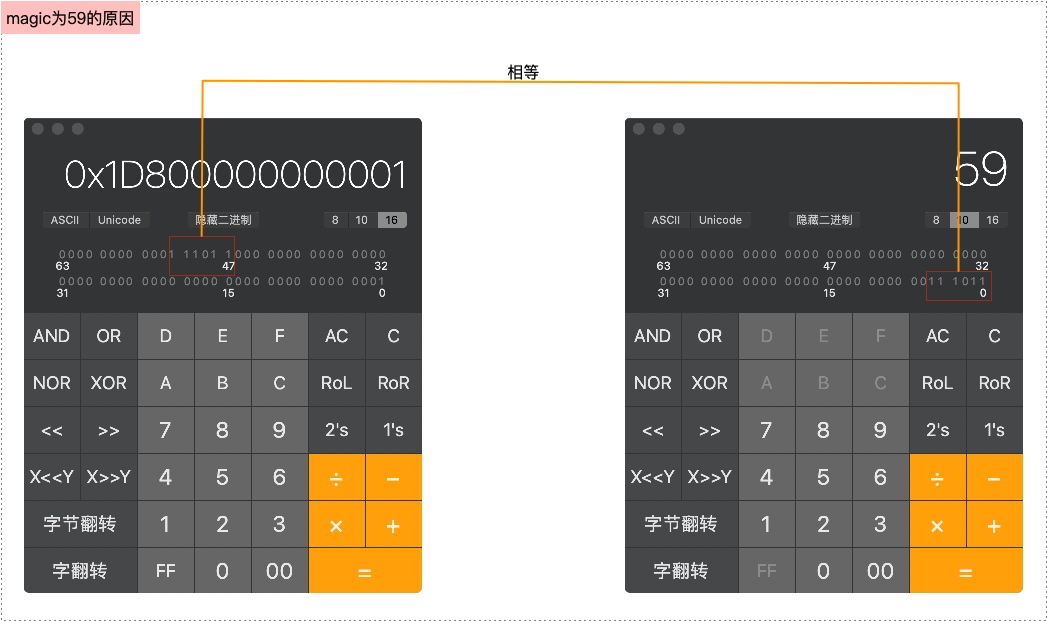 magic为59的原因
相等
0x1D800000000001
ASCII Unicode 隐藏二进制 8 10 16
0000 0000 0001 1101 1000 0000 0000 0000
63 47 32
0000 0000 0000 0000 0000 0000 0000 0001
31 15 0
AND OR D E F AC C
NOR XOR A B C RoL RoR
<< >> 7 8 9 2's 1's
X<<Y X>>Y 4 5 6 ÷ −
字节翻转 1 2 3 × +
字翻转 FF 0 00 =
59
ASCII Unicode 隐藏二进制 8 10 16
0000 0000 0000 0000 0000 0000 0000 0000
63 47 32
0000 0000 0000 0000 0000 0000 0011 1011
31 15 0
AND OR D E F AC C
NOR XOR A B C RoL RoR
<< >> 7 8 9 2's 1's
X<<Y X>>Y 4 5 6 ÷ −
字节翻转 1 2 3 × +
字翻转 FF 0 00 =